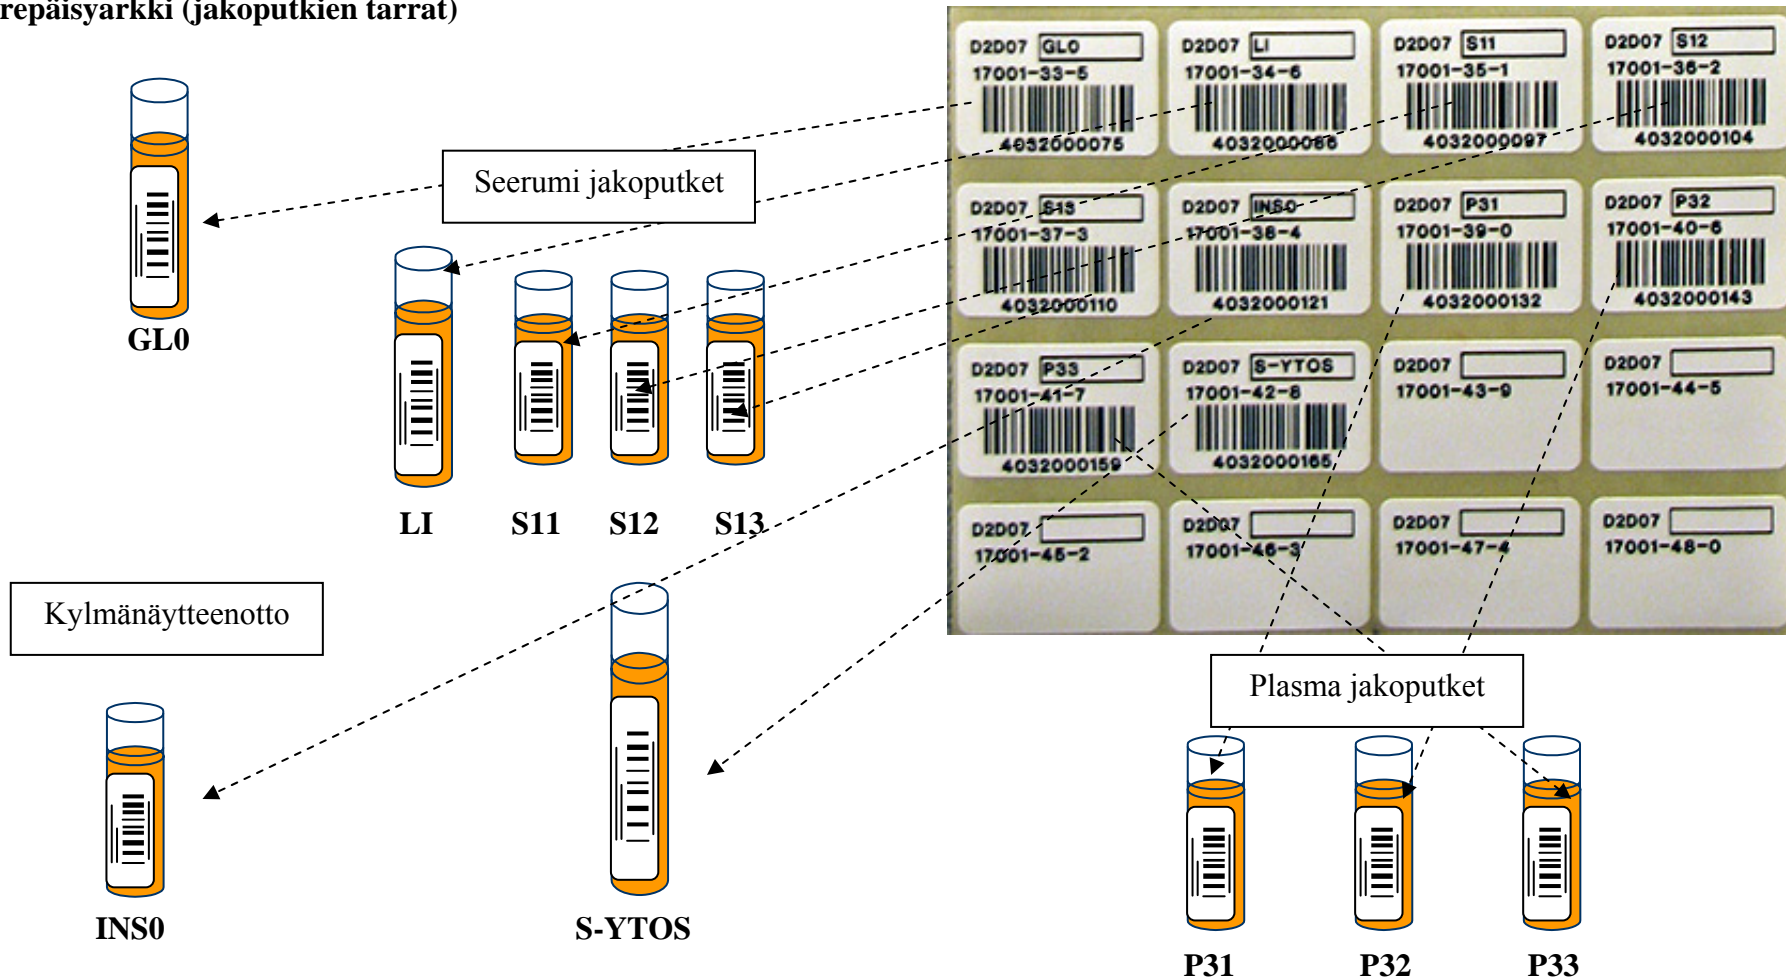 repäisyarkki (jakoputkien tarrat)
D2D07 GL0
17001-33-5
4032000075
D2D07 LI
17001-34-6
4032000086
D2D07 S11
17001-35-1
4032000097
D2D07 S12
17001-36-2
4032000104
D2D07 S13
17001-37-3
4032000110
D2D07 INS0
17001-38-4
4032000121
D2D07 P31
17001-39-0
4032000132
D2D07 P32
17001-40-6
4032000143
D2D07 P33
17001-41-7
4032000159
D2D07 S-YTOS
17001-42-8
4032000165
D2D07
17001-43-9
D2D07
17001-44-5
D2D07
17001-45-2
D2D07
17001-46-3
D2D07
17001-47-4
D2D07
17001-48-0
Seerumi jakoputket
GL0
LI S11 S12 S13
Kylmänäytteenotto
INS0
S-YTOS
Plasma jakoputket
P31 P32 P33